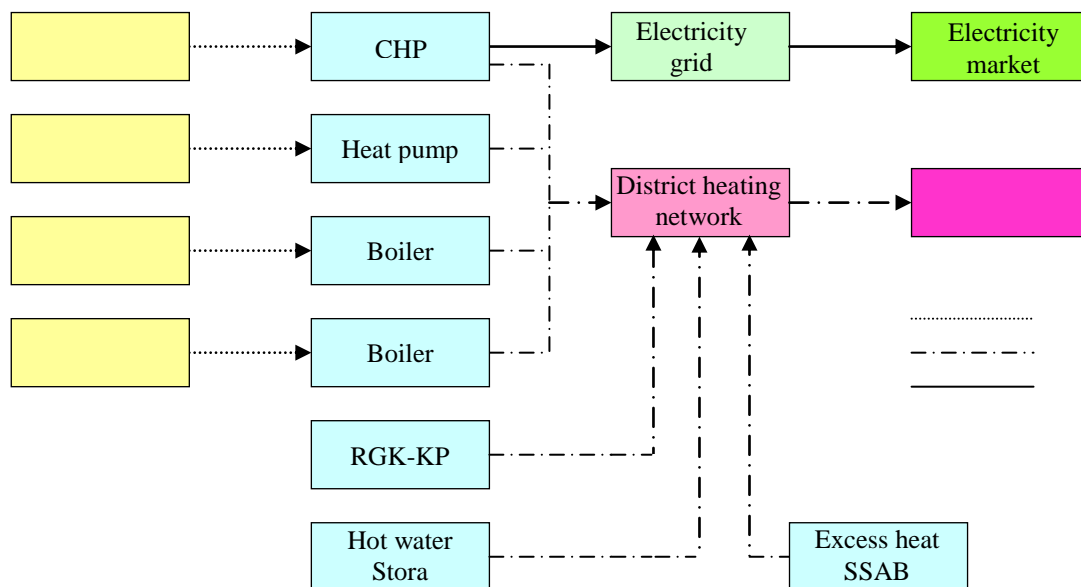 CHP
Electricity
grid
Electricity
market
Heat pump
District heating
network
Boiler
Boiler
RGK-KP
Hot water
Stora
Excess heat
SSAB